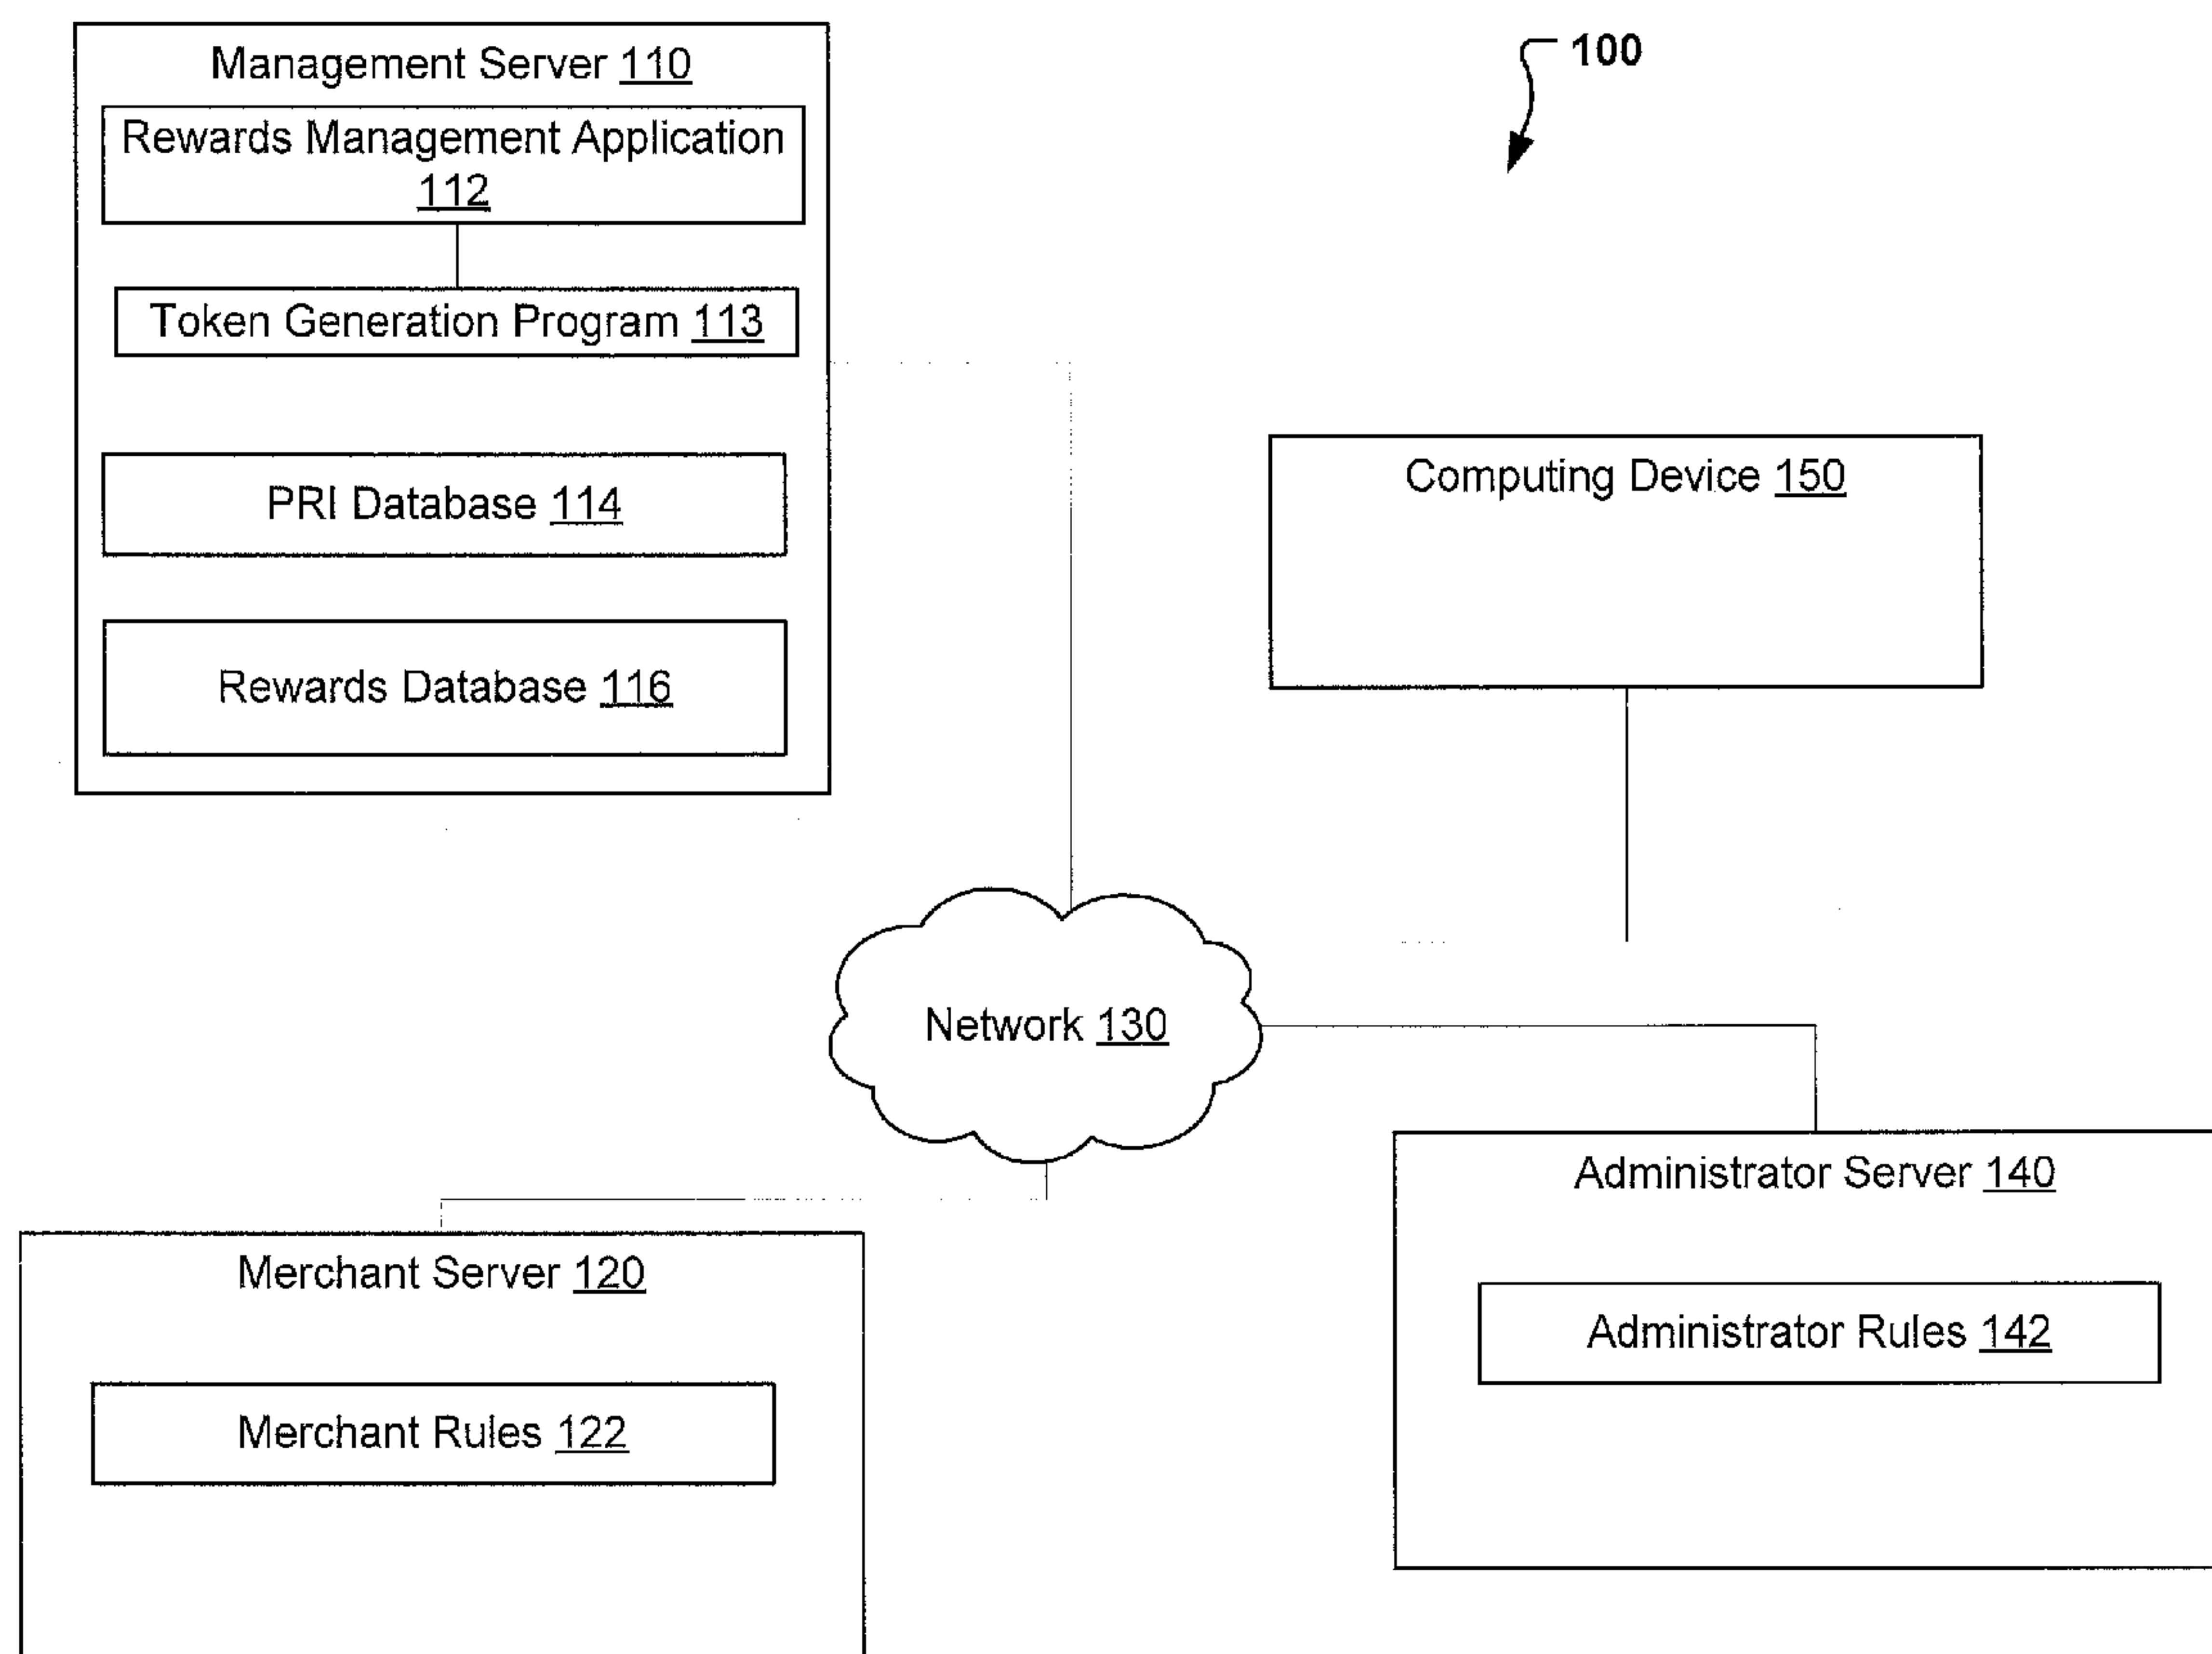 100
Management Server 110
Rewards Management Application
112
Token Generation Program 113
PRI Database 114
Rewards Database 116
Computing Device 150
Network 130
Administrator Server 140
Administrator Rules 142
Merchant Server 120
Merchant Rules 122